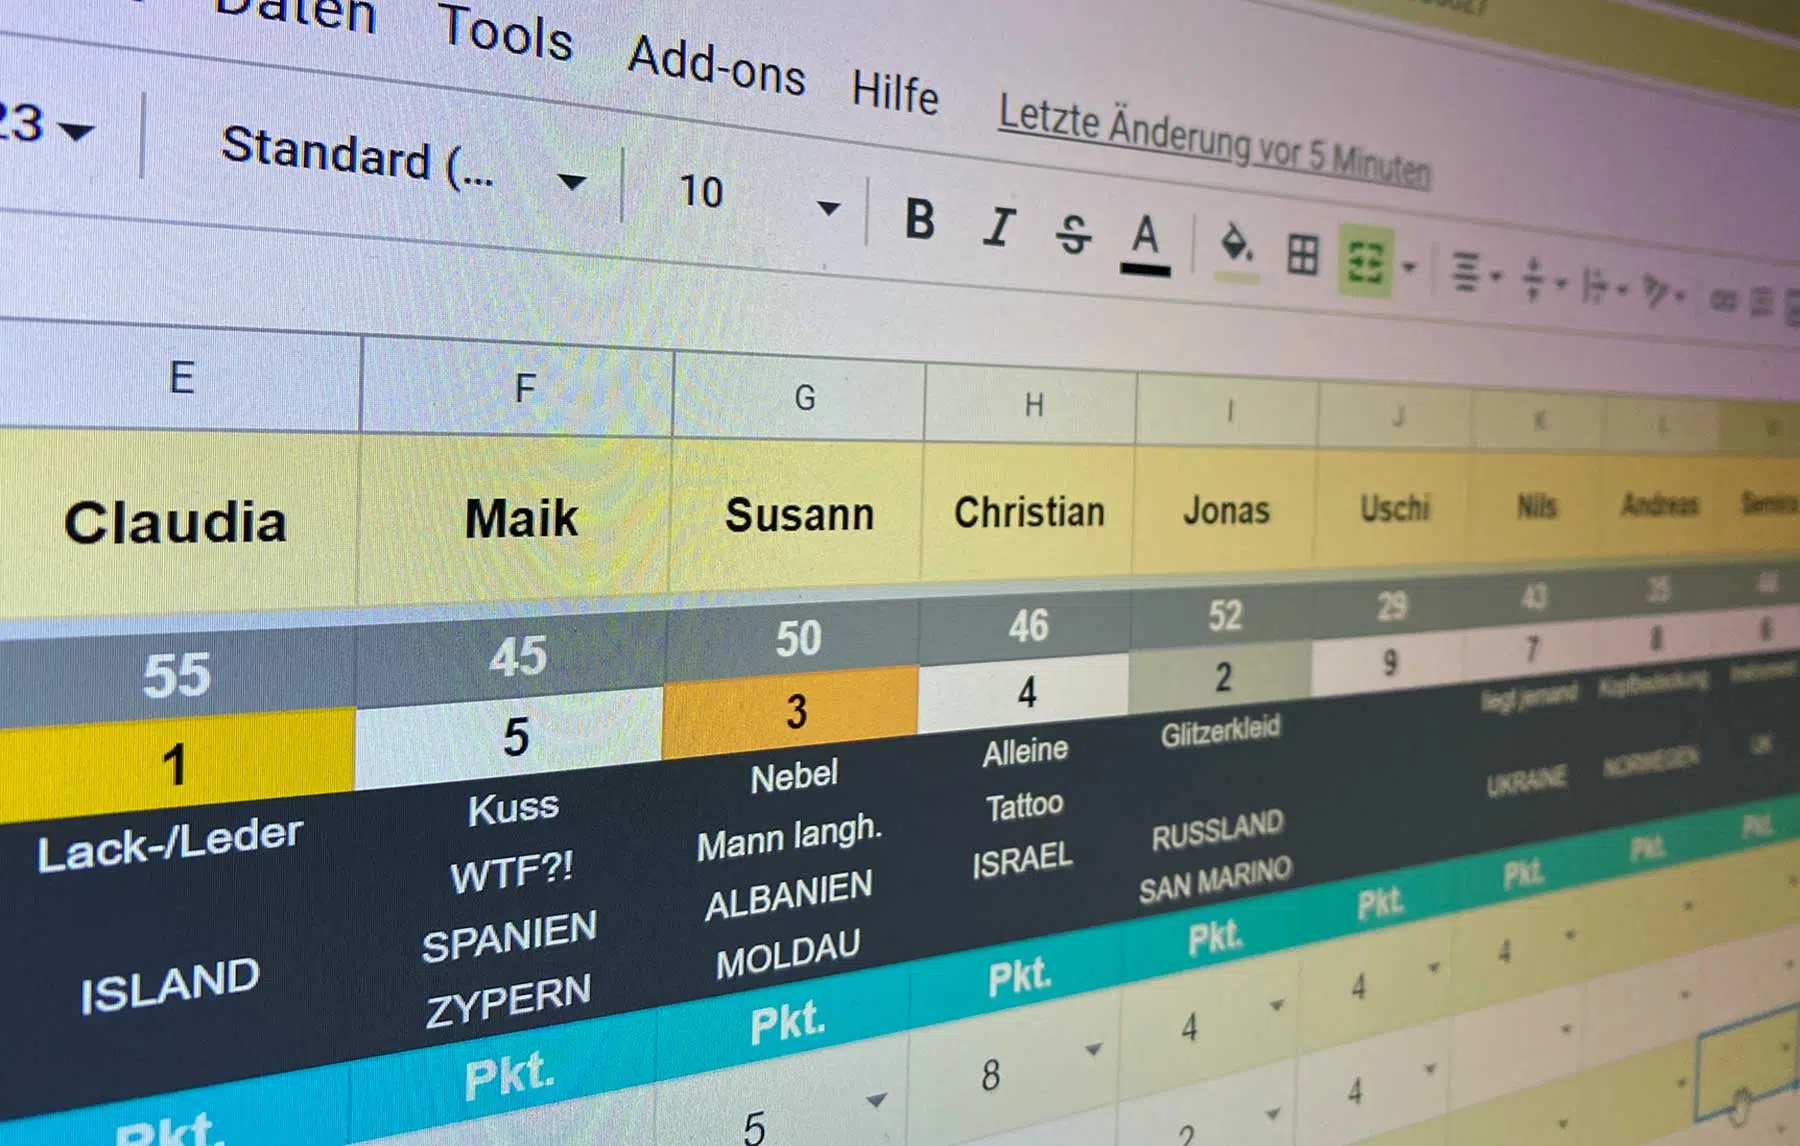 Daten Tools Add-ons Hilfe Letzte Änderung vor 5 Minuten
23 Standard (... 10 B I S A
E F G H I J K L M
Claudia Maik Susann Christian Jonas Uschi Nils Andreas
55 45 50 46 52 29 43 35
1 5 3 4 2 9 7 8 6
Lack-/Leder Kuss Nebel Alleine Glitzerkleid liegt jemand Kopfbedeckung
WTF?! Mann langh. Tattoo
ISLAND SPANIEN ALBANIEN ISRAEL RUSSLAND UKRAINE NORWEGEN UK
ZYPERN MOLDAU SAN MARINO
Pkt. Pkt. Pkt. Pkt. Pkt. Pkt. Pkt. Pkt. Pkt.
5 8 4 4 4
2 4